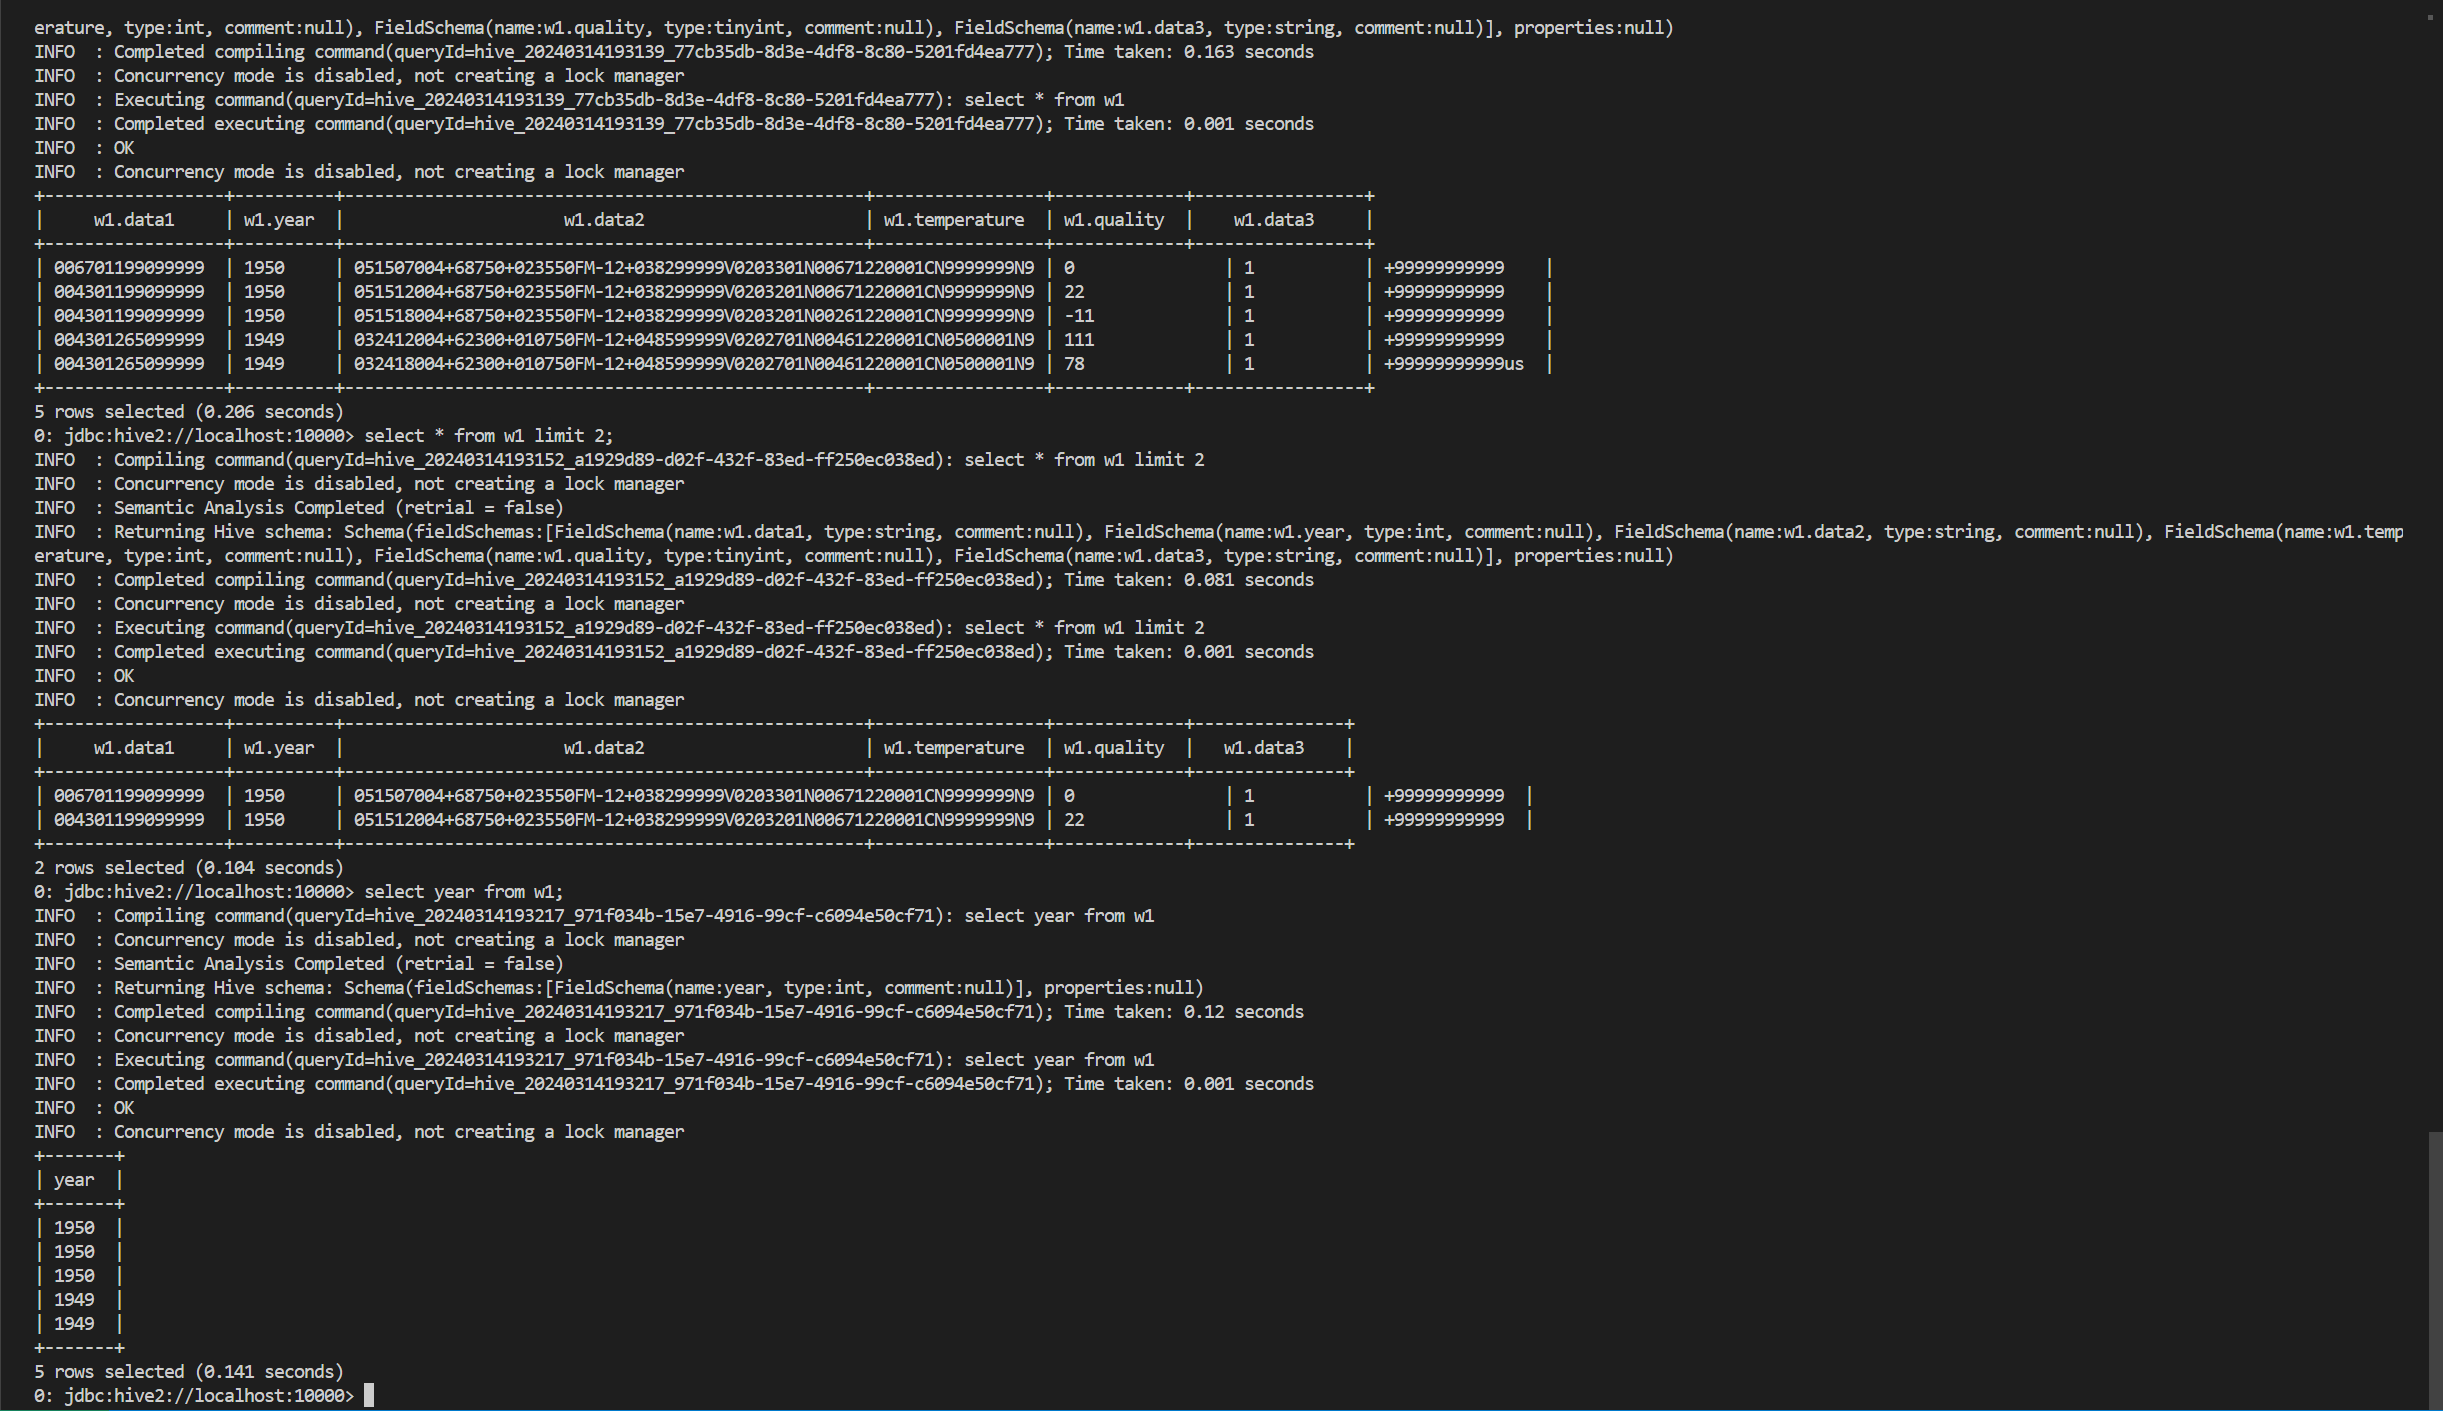 erature, type:int, comment:null), FieldSchema(name:w1.quality, type:tinyint, comment:null), FieldSchema(name:w1.data3, type:string, comment:null)], properties:null)
INFO  : Completed compiling command(queryId=hive_20240314193139_77cb35db-8d3e-4df8-8c80-5201fd4ea777); Time taken: 0.163 seconds
INFO  : Concurrency mode is disabled, not creating a lock manager
INFO  : Executing command(queryId=hive_20240314193139_77cb35db-8d3e-4df8-8c80-5201fd4ea777): select * from w1
INFO  : Completed executing command(queryId=hive_20240314193139_77cb35db-8d3e-4df8-8c80-5201fd4ea777); Time taken: 0.001 seconds
INFO  : OK
INFO  : Concurrency mode is disabled, not creating a lock manager
+------------------+----------+----------------------------------------------------+-----------------+-------------+-----------------+
|     w1.data1     | w1.year  |                      w1.data2                      | w1.temperature  | w1.quality  |    w1.data3     |
+------------------+----------+----------------------------------------------------+-----------------+-------------+-----------------+
| 006701199099999  | 1950     | 051507004+68750+023550FM-12+038299999V0203301N00671220001CN9999999N9 | 0               | 1           | +99999999999    |
| 004301199099999  | 1950     | 051512004+68750+023550FM-12+038299999V0203201N00671220001CN9999999N9 | 22              | 1           | +99999999999    |
| 004301199099999  | 1950     | 051518004+68750+023550FM-12+038299999V0203201N00261220001CN9999999N9 | -11             | 1           | +99999999999    |
| 004301265099999  | 1949     | 032412004+62300+010750FM-12+048599999V0202701N00461220001CN0500001N9 | 111             | 1           | +99999999999    |
| 004301265099999  | 1949     | 032418004+62300+010750FM-12+048599999V0202701N00461220001CN0500001N9 | 78              | 1           | +99999999999us  |
+------------------+----------+----------------------------------------------------+-----------------+-------------+-----------------+
5 rows selected (0.206 seconds)
0: jdbc:hive2://localhost:10000> select * from w1 limit 2;
INFO  : Compiling command(queryId=hive_20240314193152_a1929d89-d02f-432f-83ed-ff250ec038ed): select * from w1 limit 2
INFO  : Concurrency mode is disabled, not creating a lock manager
INFO  : Semantic Analysis Completed (retrial = false)
INFO  : Returning Hive schema: Schema(fieldSchemas:[FieldSchema(name:w1.data1, type:string, comment:null), FieldSchema(name:w1.year, type:int, comment:null), FieldSchema(name:w1.data2, type:string, comment:null), FieldSchema(name:w1.temp
erature, type:int, comment:null), FieldSchema(name:w1.quality, type:tinyint, comment:null), FieldSchema(name:w1.data3, type:string, comment:null)], properties:null)
INFO  : Completed compiling command(queryId=hive_20240314193152_a1929d89-d02f-432f-83ed-ff250ec038ed); Time taken: 0.081 seconds
INFO  : Concurrency mode is disabled, not creating a lock manager
INFO  : Executing command(queryId=hive_20240314193152_a1929d89-d02f-432f-83ed-ff250ec038ed): select * from w1 limit 2
INFO  : Completed executing command(queryId=hive_20240314193152_a1929d89-d02f-432f-83ed-ff250ec038ed); Time taken: 0.001 seconds
INFO  : OK
INFO  : Concurrency mode is disabled, not creating a lock manager
+------------------+----------+----------------------------------------------------+-----------------+-------------+---------------+
|     w1.data1     | w1.year  |                      w1.data2                      | w1.temperature  | w1.quality  |   w1.data3    |
+------------------+----------+----------------------------------------------------+-----------------+-------------+---------------+
| 006701199099999  | 1950     | 051507004+68750+023550FM-12+038299999V0203301N00671220001CN9999999N9 | 0               | 1           | +99999999999  |
| 004301199099999  | 1950     | 051512004+68750+023550FM-12+038299999V0203201N00671220001CN9999999N9 | 22              | 1           | +99999999999  |
+------------------+----------+----------------------------------------------------+-----------------+-------------+---------------+
2 rows selected (0.104 seconds)
0: jdbc:hive2://localhost:10000> select year from w1;
INFO  : Compiling command(queryId=hive_20240314193217_971f034b-15e7-4916-99cf-c6094e50cf71): select year from w1
INFO  : Concurrency mode is disabled, not creating a lock manager
INFO  : Semantic Analysis Completed (retrial = false)
INFO  : Returning Hive schema: Schema(fieldSchemas:[FieldSchema(name:year, type:int, comment:null)], properties:null)
INFO  : Completed compiling command(queryId=hive_20240314193217_971f034b-15e7-4916-99cf-c6094e50cf71); Time taken: 0.12 seconds
INFO  : Concurrency mode is disabled, not creating a lock manager
INFO  : Executing command(queryId=hive_20240314193217_971f034b-15e7-4916-99cf-c6094e50cf71): select year from w1
INFO  : Completed executing command(queryId=hive_20240314193217_971f034b-15e7-4916-99cf-c6094e50cf71); Time taken: 0.001 seconds
INFO  : OK
INFO  : Concurrency mode is disabled, not creating a lock manager
+-------+
| year  |
+-------+
| 1950  |
| 1950  |
| 1950  |
| 1949  |
| 1949  |
+-------+
5 rows selected (0.141 seconds)
0: jdbc:hive2://localhost:10000>